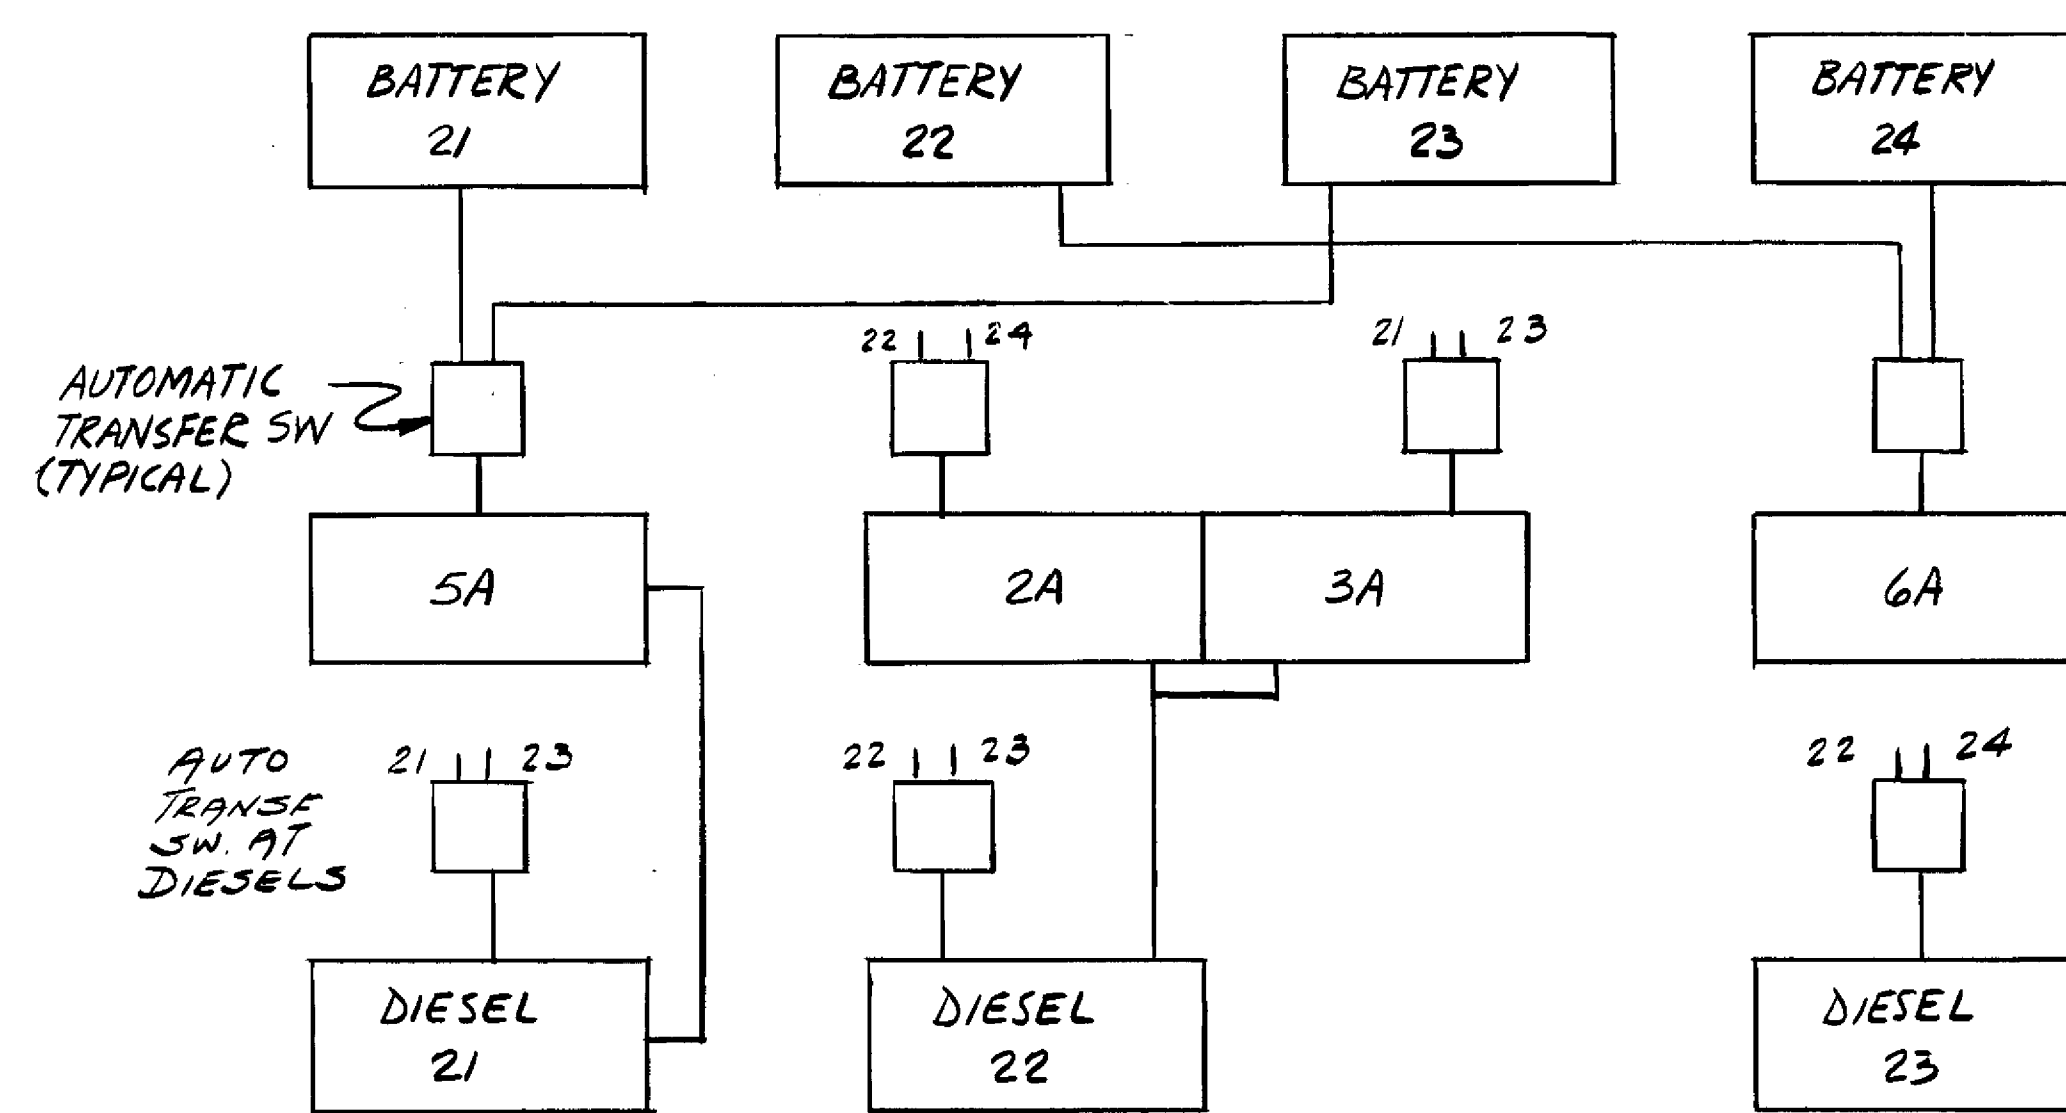 BATTERY
21
BATTERY
22
BATTERY
23
BATTERY
24
AUTOMATIC
TRANSFER SW
(TYPICAL)
22 24
21 23
5A
2A
3A
6A
AUTO
TRANSF
SW. AT
DIESELS
21 23
22 23
22 24
DIESEL
21
DIESEL
22
DIESEL
23